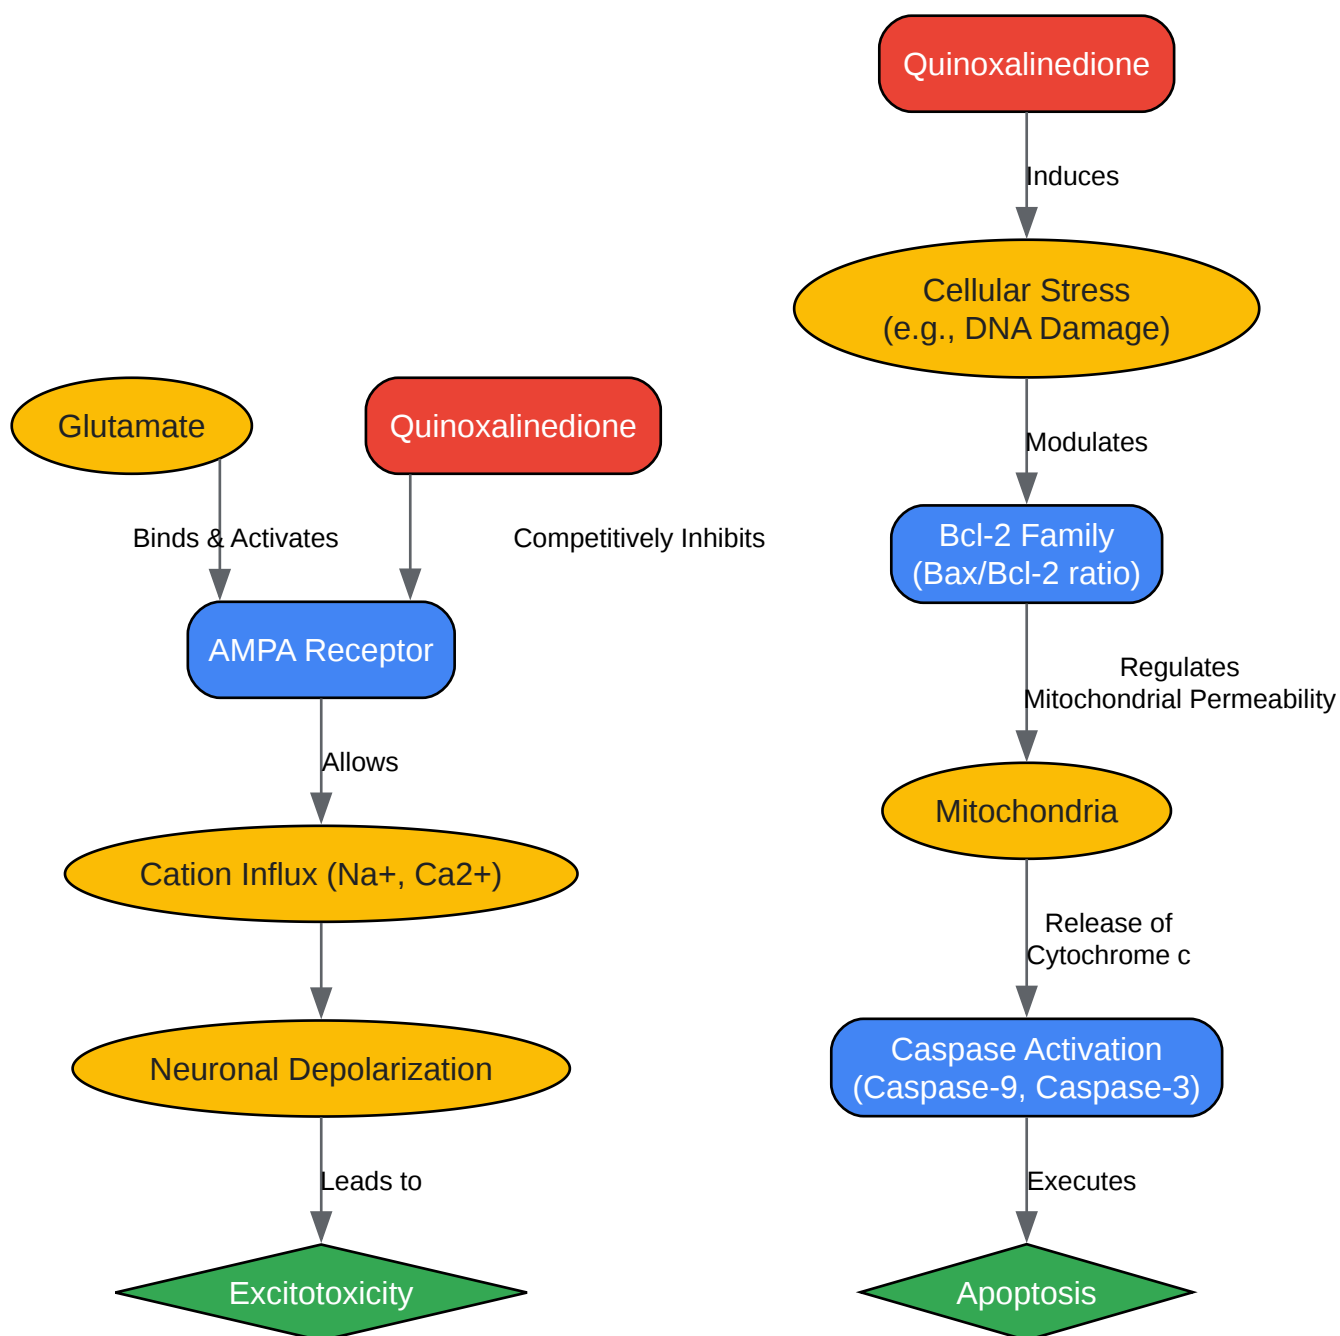 Glutamate
Quinoxalinedione
Binds & Activates
Competitively Inhibits
AMPA Receptor
Allows
Cation Influx (Na+, Ca2+)
Neuronal Depolarization
Leads to
Excitotoxicity
Quinoxalinedione
Induces
Cellular Stress
(e.g., DNA Damage)
Modulates
Bcl-2 Family
(Bax/Bcl-2 ratio)
Regulates
Mitochondrial Permeability
Mitochondria
Release of
Cytochrome c
Caspase Activation
(Caspase-9, Caspase-3)
Executes
Apoptosis